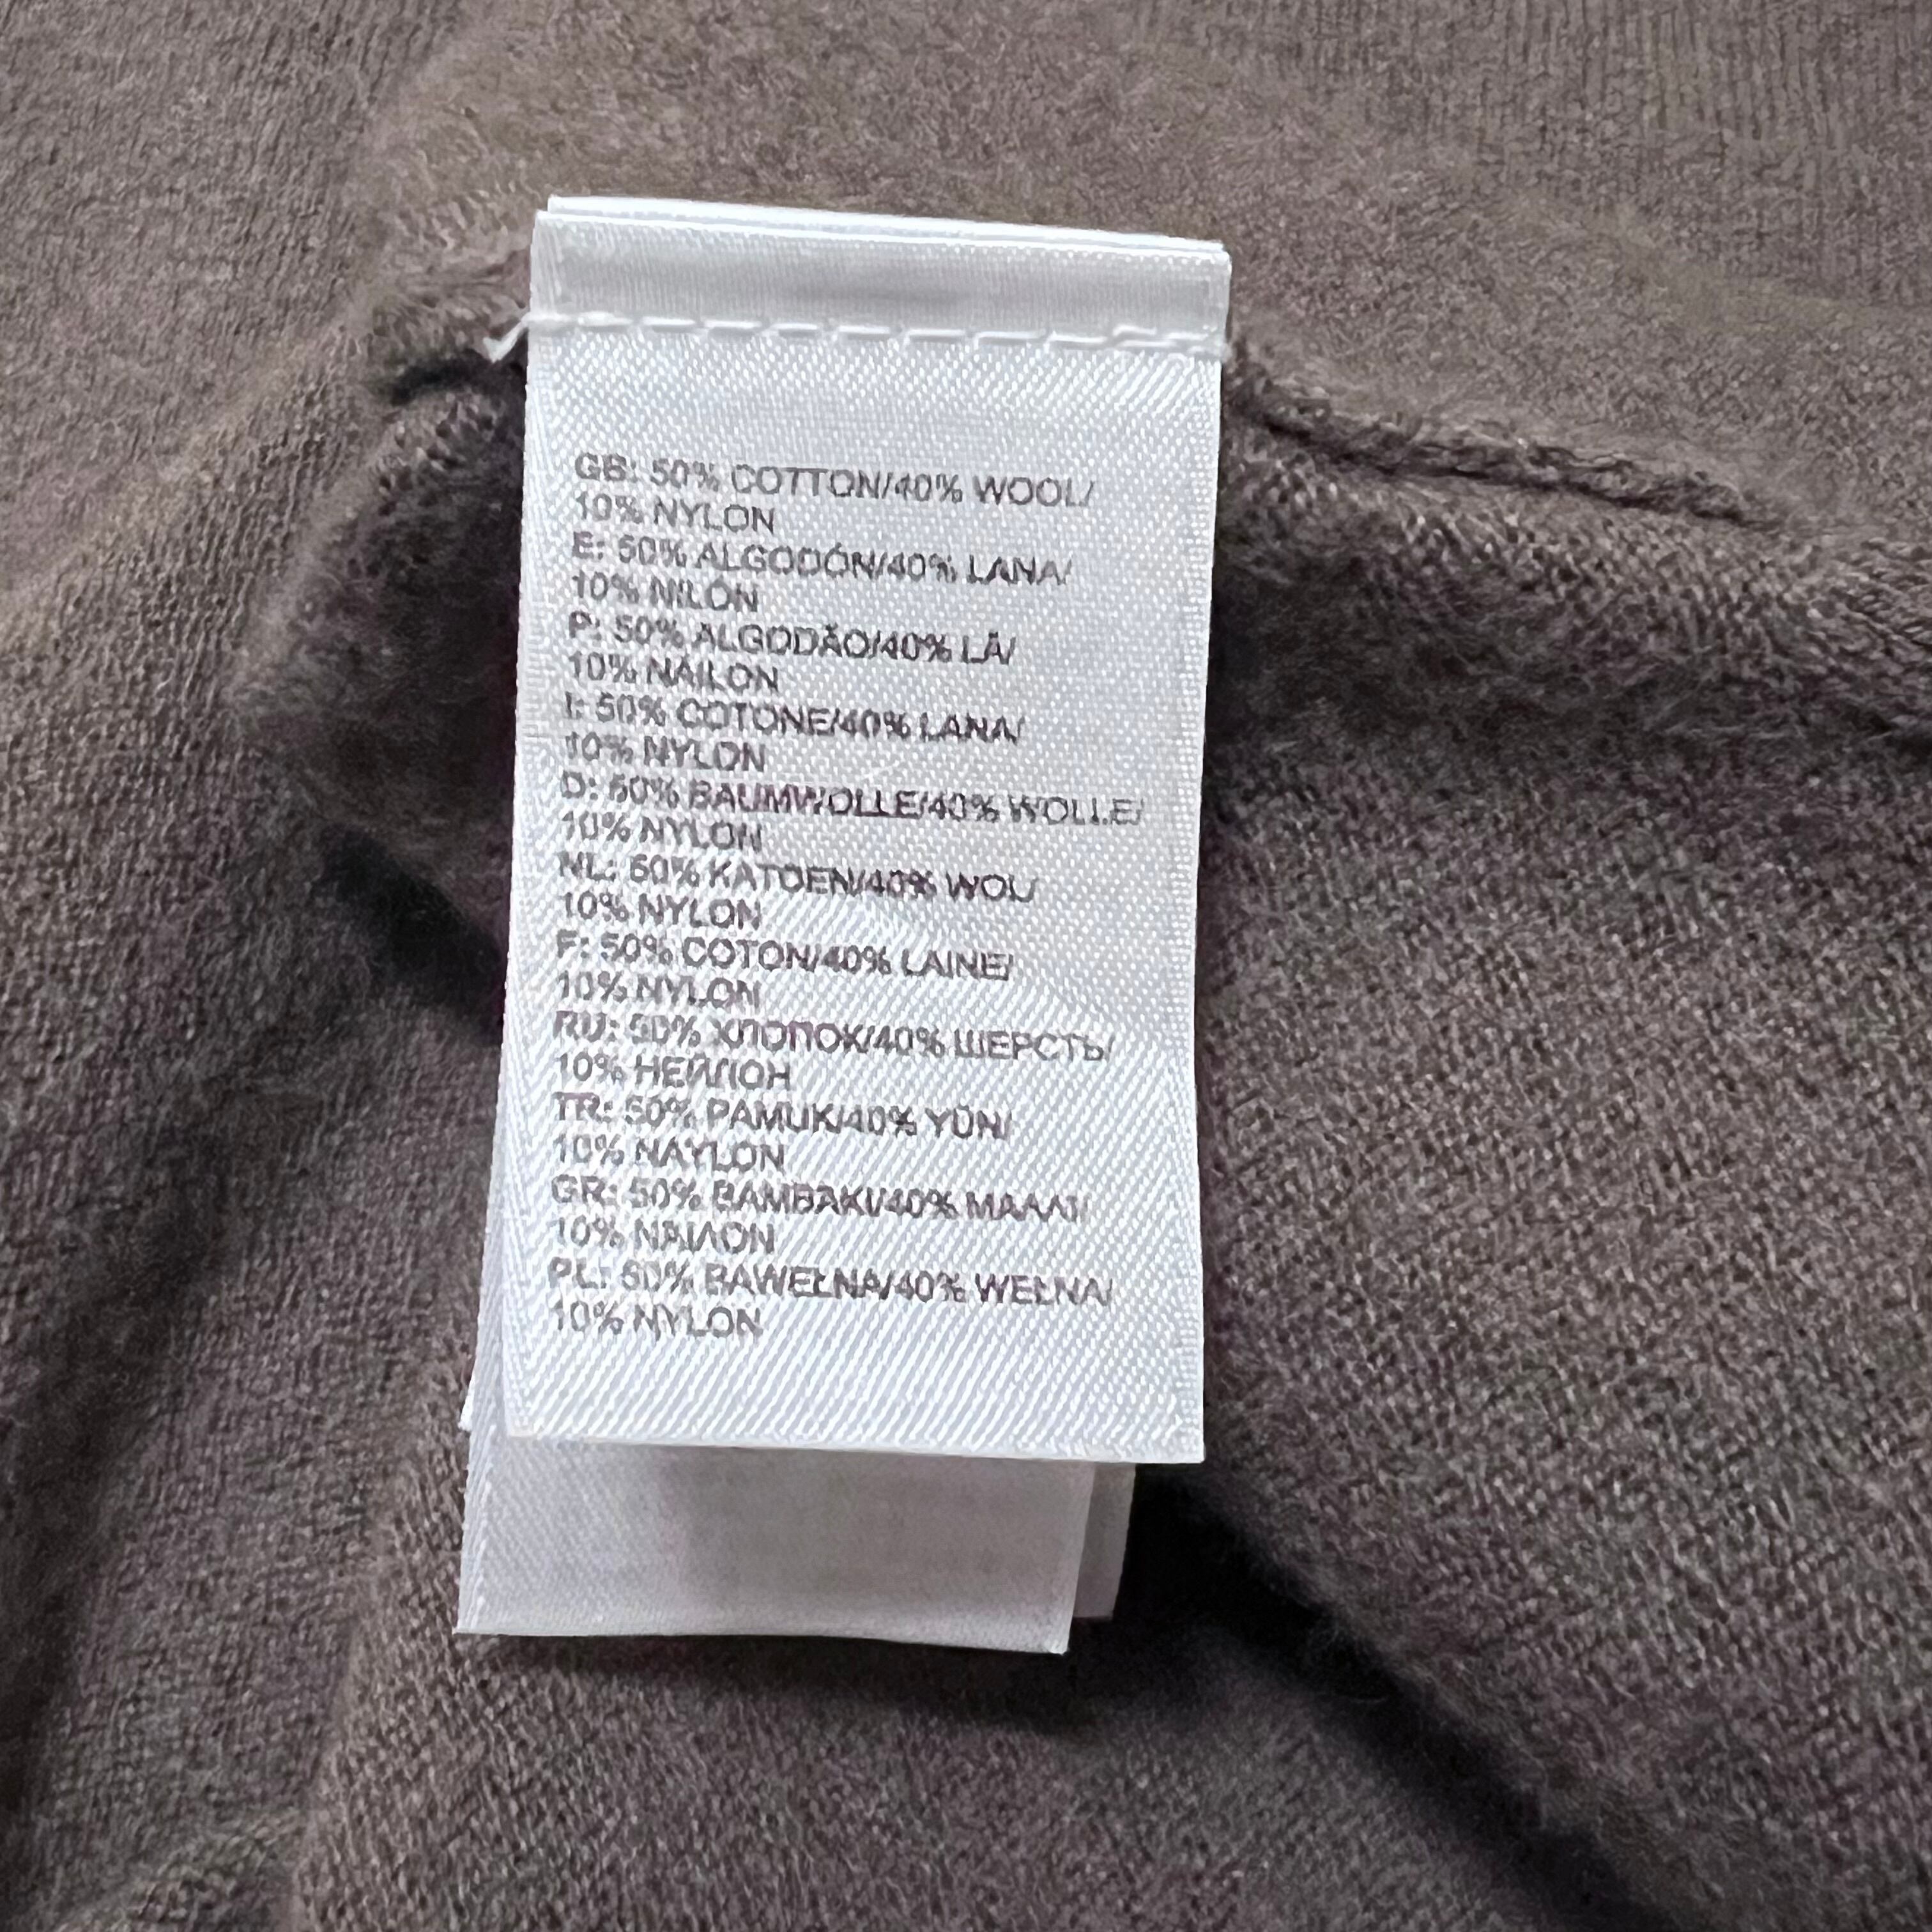 GB: 50% COTTON/40% WOOL/
10% NYLON
E: 50% ALGODÓN/40% LANA/
10% NILÓN
P: 50% ALGODÃO/40% LÃ/
10% NÁILON
I: 50% COTONE/40% LANA/
10% NYLON
D: 50% BAUMWOLLE/40% WOLLE/
10% NYLON
NL: 50% KATOEN/40% WOL/
10% NYLON
F: 50% COTON/40% LAINE/
10% NYLON
RU: 50% ХЛОПОК/40% ШЕРСТЬ/
10% НЕЙЛОН
TR: 50% PAMUK/40% YÜN/
10% NAYLON
GR: 50% ΒΑΜΒΑΚΙ/40% ΜΑΛΛΙ/
10% ΝΑΙΛΟΝ
PL: 50% BAWEŁNA/40% WEŁNA/
10% NYLON